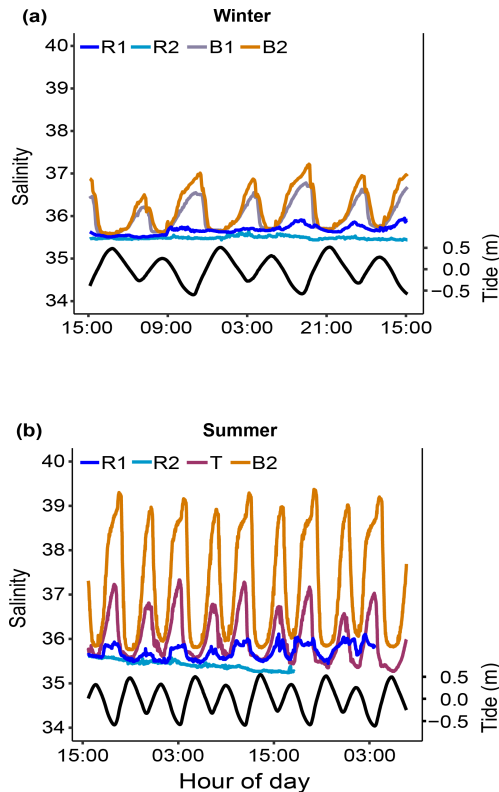 (a) Winter
R1 R2 B1 B2
40
39
38
37
36
35
34
Salinity
0.5
0.0
−0.5
Tide (m)
15:00 09:00 03:00 21:00 15:00
(b) Summer
R1 R2 T B2
40
39
38
37
36
35
34
Salinity
0.5
0.0
−0.5
Tide (m)
15:00 03:00 15:00 03:00
Hour of day